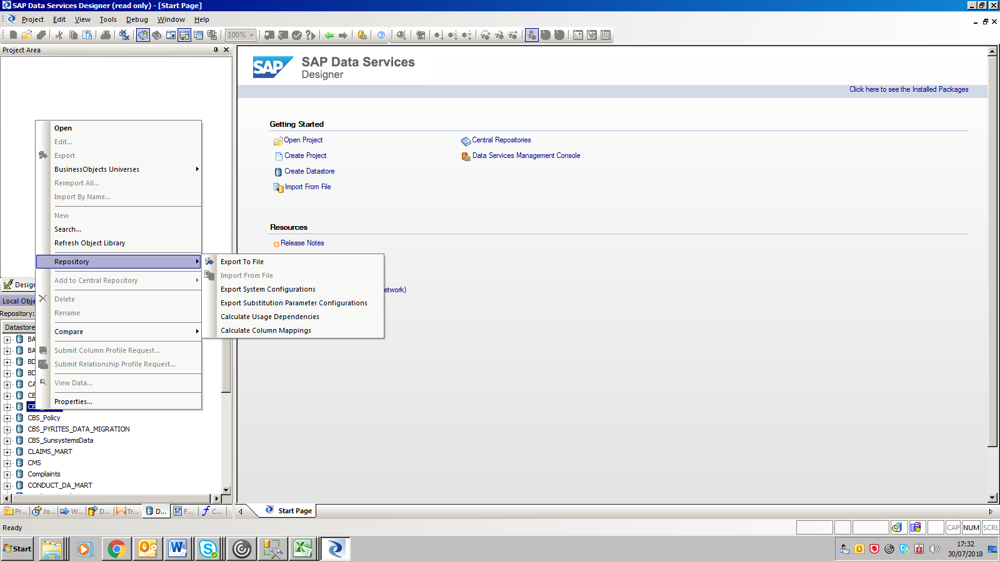 SAP Data Services Designer (read only) - [Start Page]
Project Edit View Tools Debug Window Help
100%
Project Area
SAP
SAP Data Services
Designer
Click here to see the Installed Packages
Getting Started
Open Project
Central Repositories
Create Project
Data Services Management Console
Create Datastore
Import From File
Resources
Release Notes
etwork)
Open
Edit...
Export
BusinessObjects Universes
Reimport All...
Import By Name...
New
Search...
Refresh Object Library
Repository
Add to Central Repository
Delete
Rename
Compare
Submit Column Profile Request...
Submit Relationship Profile Request...
View Data...
Properties...
Export To File
Import From File
Export System Configurations
Export Substitution Parameter Configurations
Calculate Usage Dependencies
Calculate Column Mappings
Design
Local Obje
Repository:
Datastore
BA
BA
BD
BD
CA
CB
CB
CBS_Policy
CBS_PYRITES_DATA_MIGRATION
CBS_SunsystemsData
CLAIMS_MART
CMS
Complaints
CONDUCT_DA_MART
Pr... Jo... W... D... Tr... D... F... C...
Start Page
Ready
CAP NUM SCRL
Start
17:32
30/07/2018